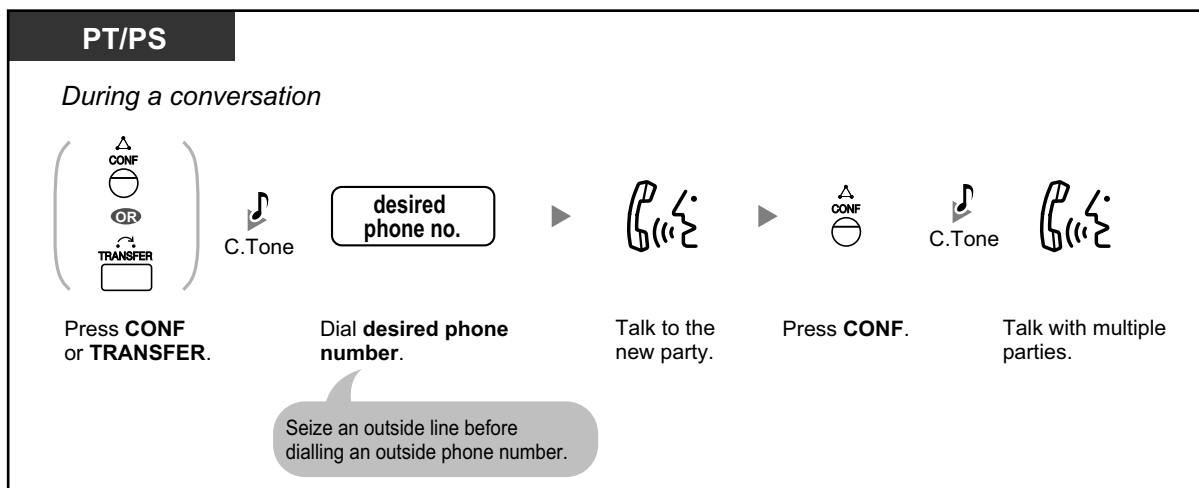 PT/PS
During a conversation
CONF
OR
TRANSFER
C.Tone
desired
phone no.
CONF
C.Tone
Press CONF
or TRANSFER.
Dial desired phone
number.
Talk to the
new party.
Press CONF.
Talk with multiple
parties.
Seize an outside line before
dialling an outside phone number.